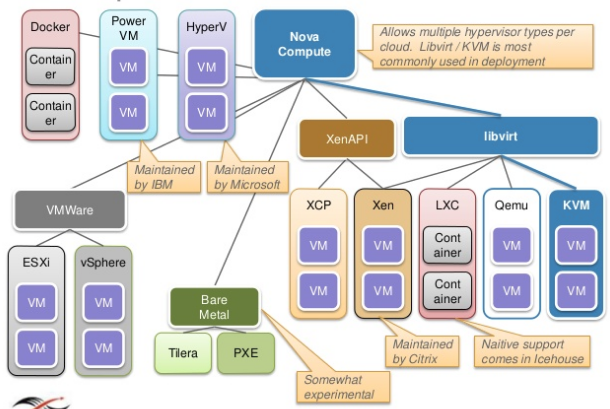 Docker
Contain
er
Contain
er
Power
VM
VM
VM
HyperV
VM
VM
Nova
Compute
Allows multiple hypervisor types per
cloud. Libvirt / KVM is most
commonly used in deployment
Maintained
by IBM
Maintained
by Microsoft
XenAPI
libvirt
VMWare
XCP
VM
VM
Xen
VM
VM
LXC
Cont
ainer
Cont
ainer
Qemu
VM
VM
KVM
VM
VM
ESXi
VM
VM
vSphere
VM
VM
Bare
Metal
Tilera
PXE
Maintained
by Citrix
Naitive support
comes in Icehouse
Somewhat
experimental